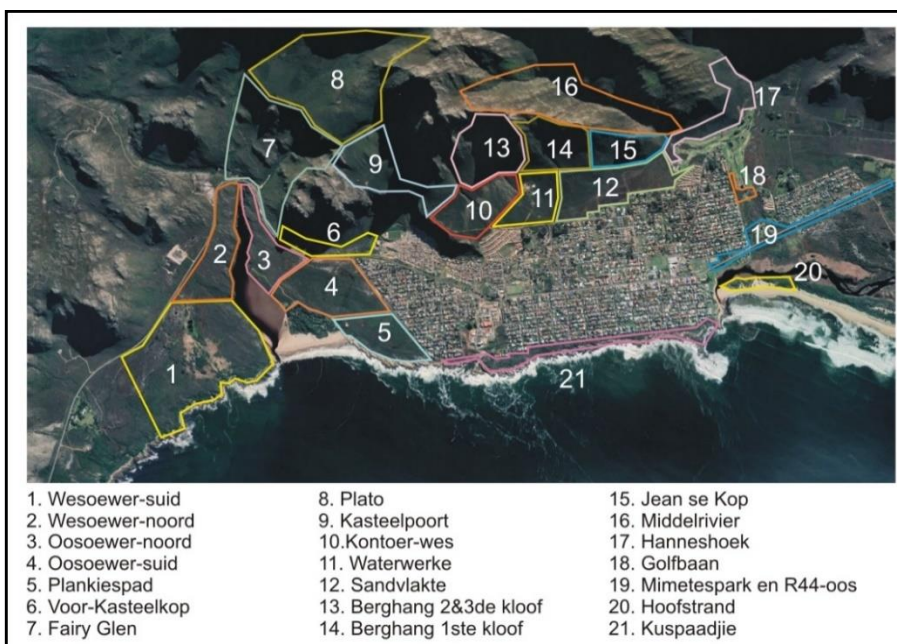 8
16
17
7
9
13
14
15
12
18
11
10
6
19
2
3
20
4
5
1
21
1. Wesoewer-suid
2. Wesoewer-noord
3. Oosoewer-noord
4. Oosoewer-suid
5. Plankiespad
6. Voor-Kasteelkop
7. Fairy Glen
8. Plato
9. Kasteelpoort
10.Kontoer-wes
11. Waterwerke
12. Sandvlakte
13. Berghang 2&3de kloof
14. Berghang 1ste kloof
15. Jean se Kop
16. Middelrivier
17. Hanneshoek
18. Golfbaan
19. Mimetespark en R44-oos
20. Hoofstrand
21. Kuspaadjie